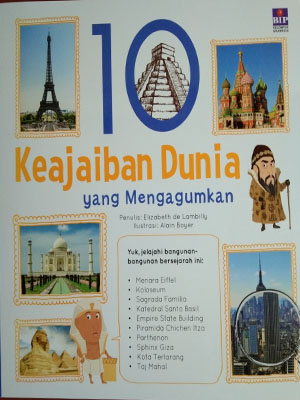 BIP
10
Keajaiban Dunia
yang Mengagumkan
Penulis: Elizabeth de Lambilly
Ilustrasi: Alain Boyer
Yuk, jelajahi bangunan-
bangunan bersejarah ini:
• Menara Eiffel
• Koloseum
• Sagrada Familia
• Katedral Santo Basil
• Empire State Building
• Piramida Chichen Itza
• Parthenon
• Sphinx Giza
• Kota Terlarang
• Taj Mahal